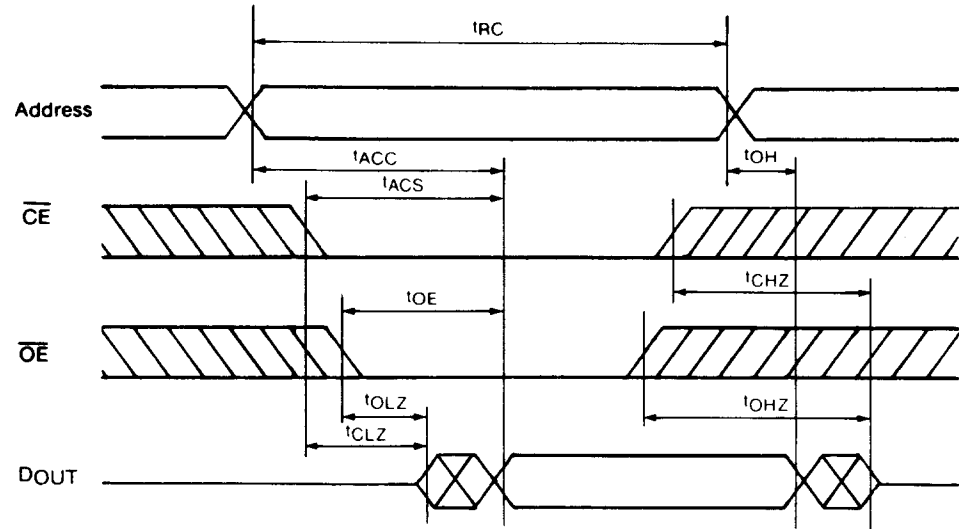 tRC
Address
tACC
tOH
tACS
CE
tCHZ
tOE
OE
tOLZ
tOHZ
tCLZ
DOUT